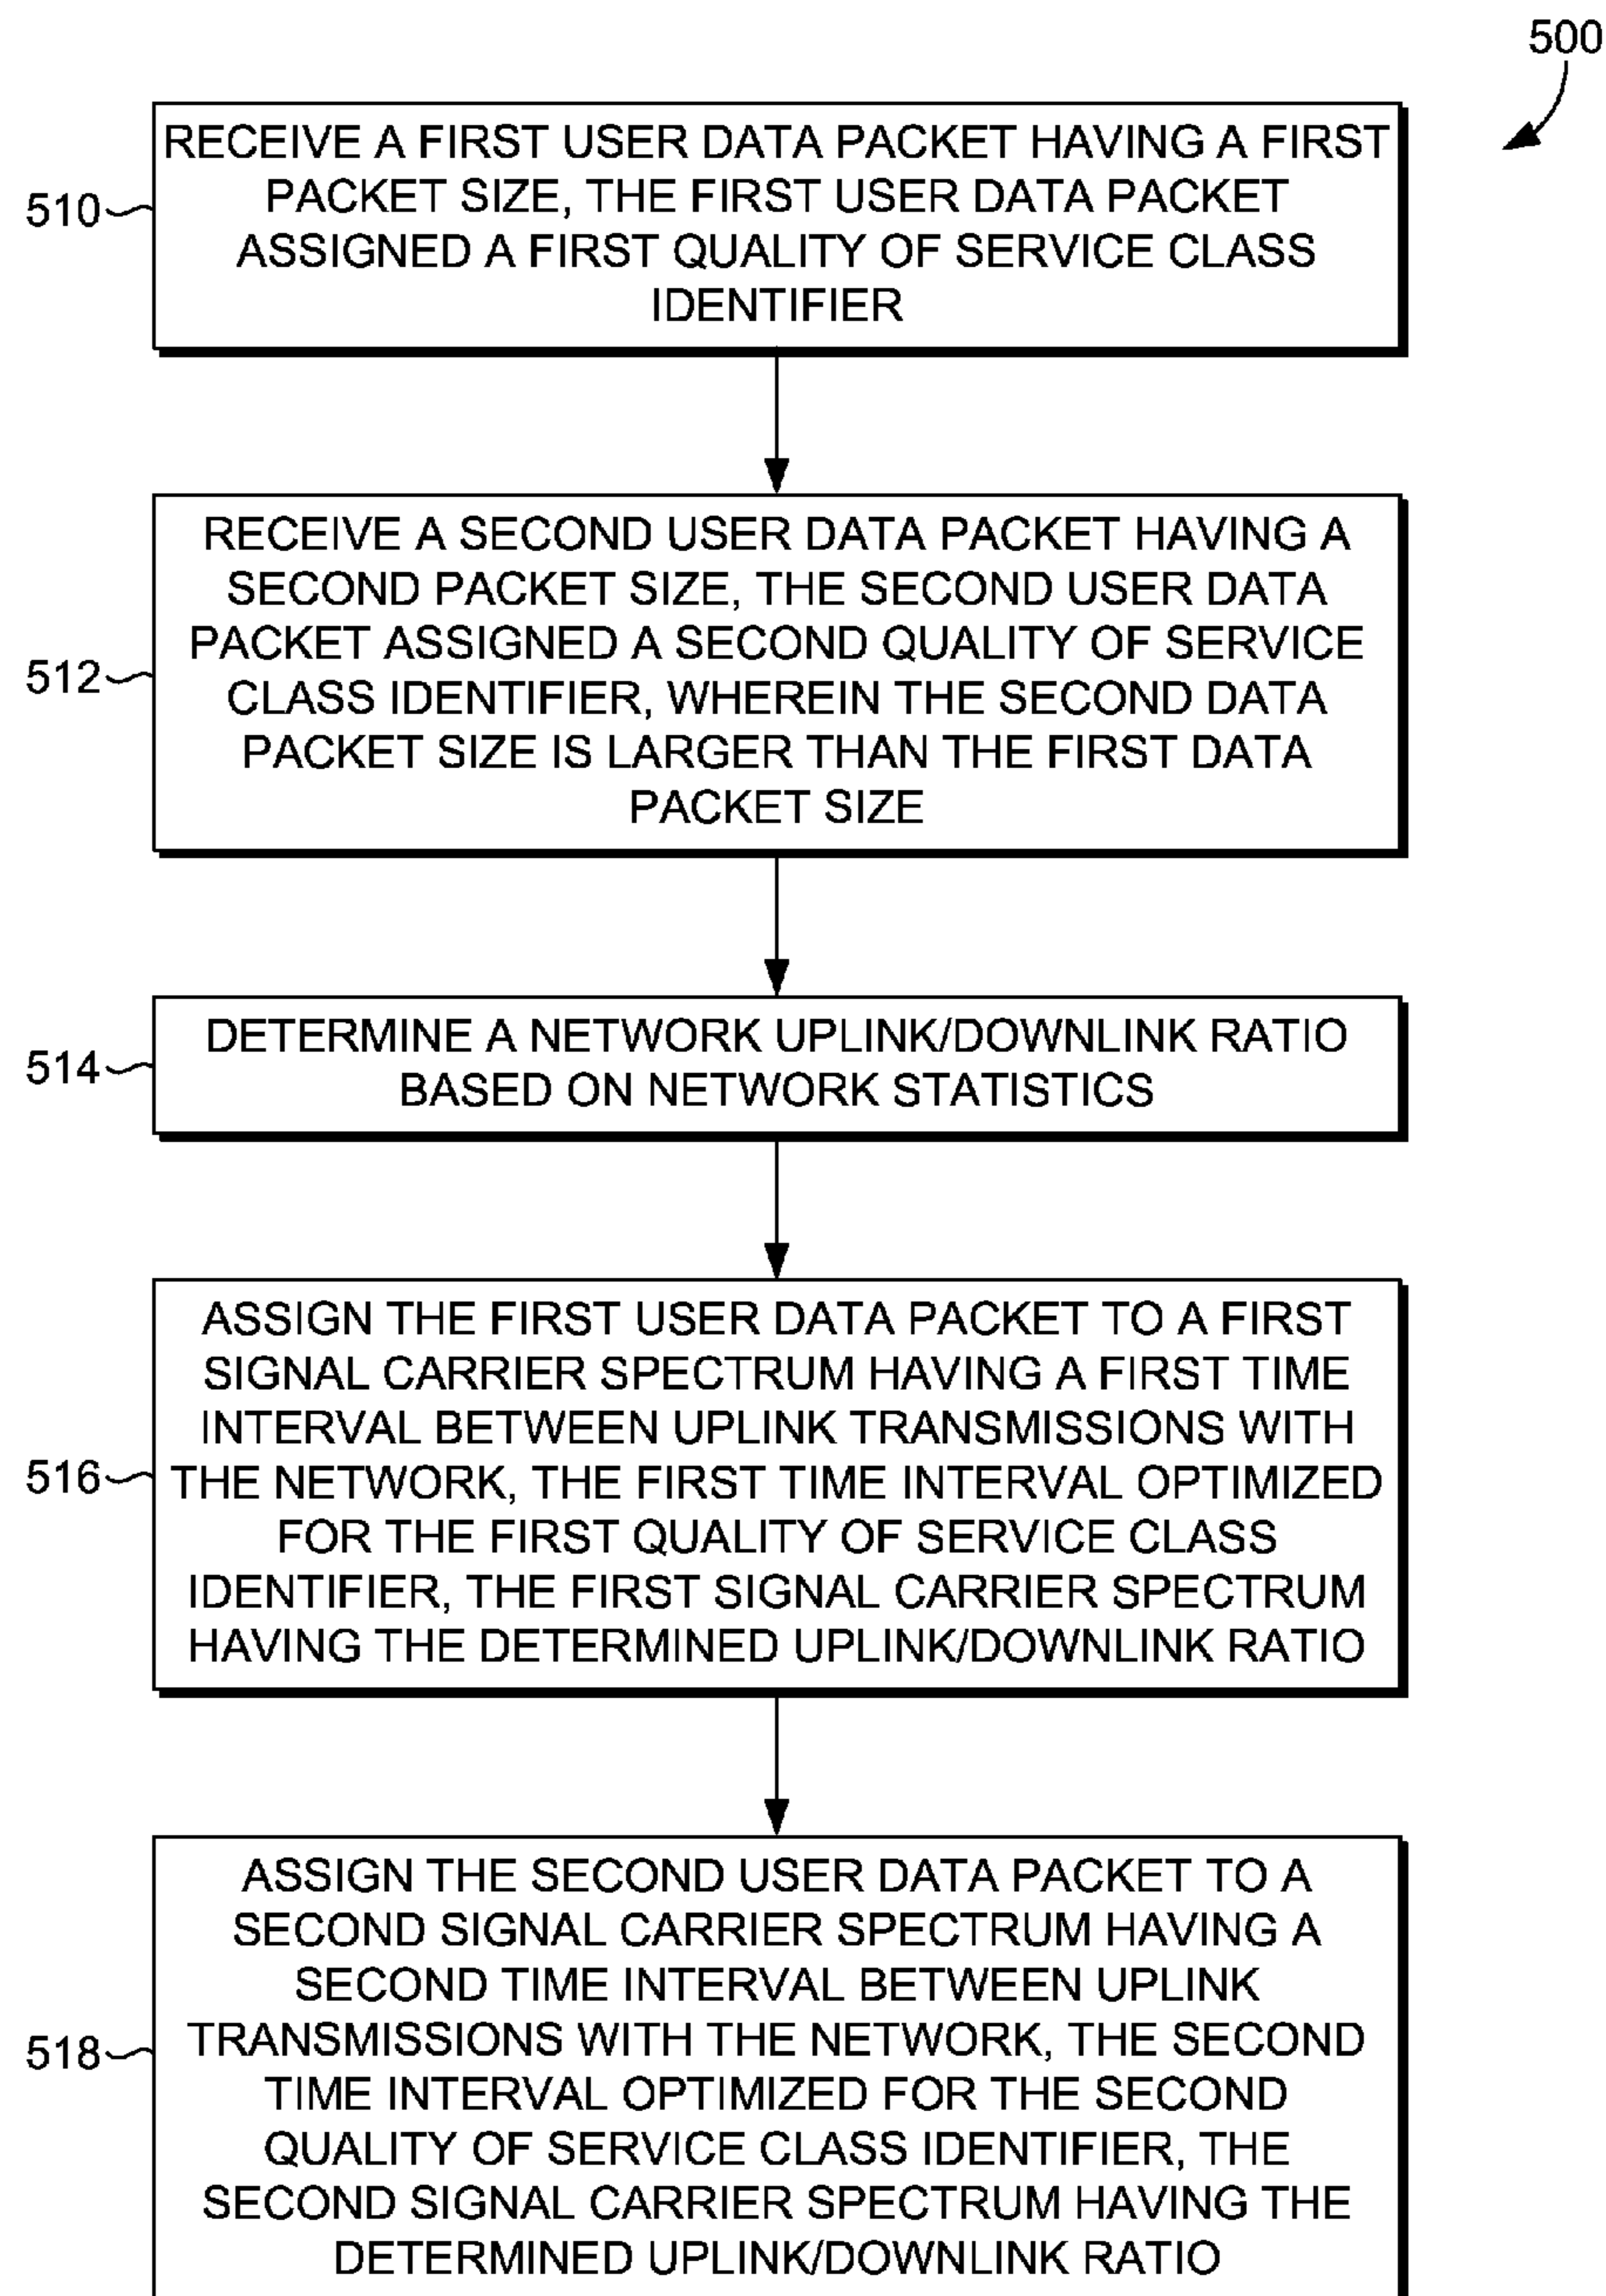 500
RECEIVE A FIRST USER DATA PACKET HAVING A FIRST
PACKET SIZE, THE FIRST USER DATA PACKET
ASSIGNED A FIRST QUALITY OF SERVICE CLASS
IDENTIFIER
510
RECEIVE A SECOND USER DATA PACKET HAVING A
SECOND PACKET SIZE, THE SECOND USER DATA
PACKET ASSIGNED A SECOND QUALITY OF SERVICE
CLASS IDENTIFIER, WHEREIN THE SECOND DATA
PACKET SIZE IS LARGER THAN THE FIRST DATA
PACKET SIZE
512
DETERMINE A NETWORK UPLINK/DOWNLINK RATIO
BASED ON NETWORK STATISTICS
514
ASSIGN THE FIRST USER DATA PACKET TO A FIRST
SIGNAL CARRIER SPECTRUM HAVING A FIRST TIME
INTERVAL BETWEEN UPLINK TRANSMISSIONS WITH
THE NETWORK, THE FIRST TIME INTERVAL OPTIMIZED
FOR THE FIRST QUALITY OF SERVICE CLASS
IDENTIFIER, THE FIRST SIGNAL CARRIER SPECTRUM
HAVING THE DETERMINED UPLINK/DOWNLINK RATIO
516
ASSIGN THE SECOND USER DATA PACKET TO A
SECOND SIGNAL CARRIER SPECTRUM HAVING A
SECOND TIME INTERVAL BETWEEN UPLINK
TRANSMISSIONS WITH THE NETWORK, THE SECOND
TIME INTERVAL OPTIMIZED FOR THE SECOND
QUALITY OF SERVICE CLASS IDENTIFIER, THE
SECOND SIGNAL CARRIER SPECTRUM HAVING THE
DETERMINED UPLINK/DOWNLINK RATIO
518